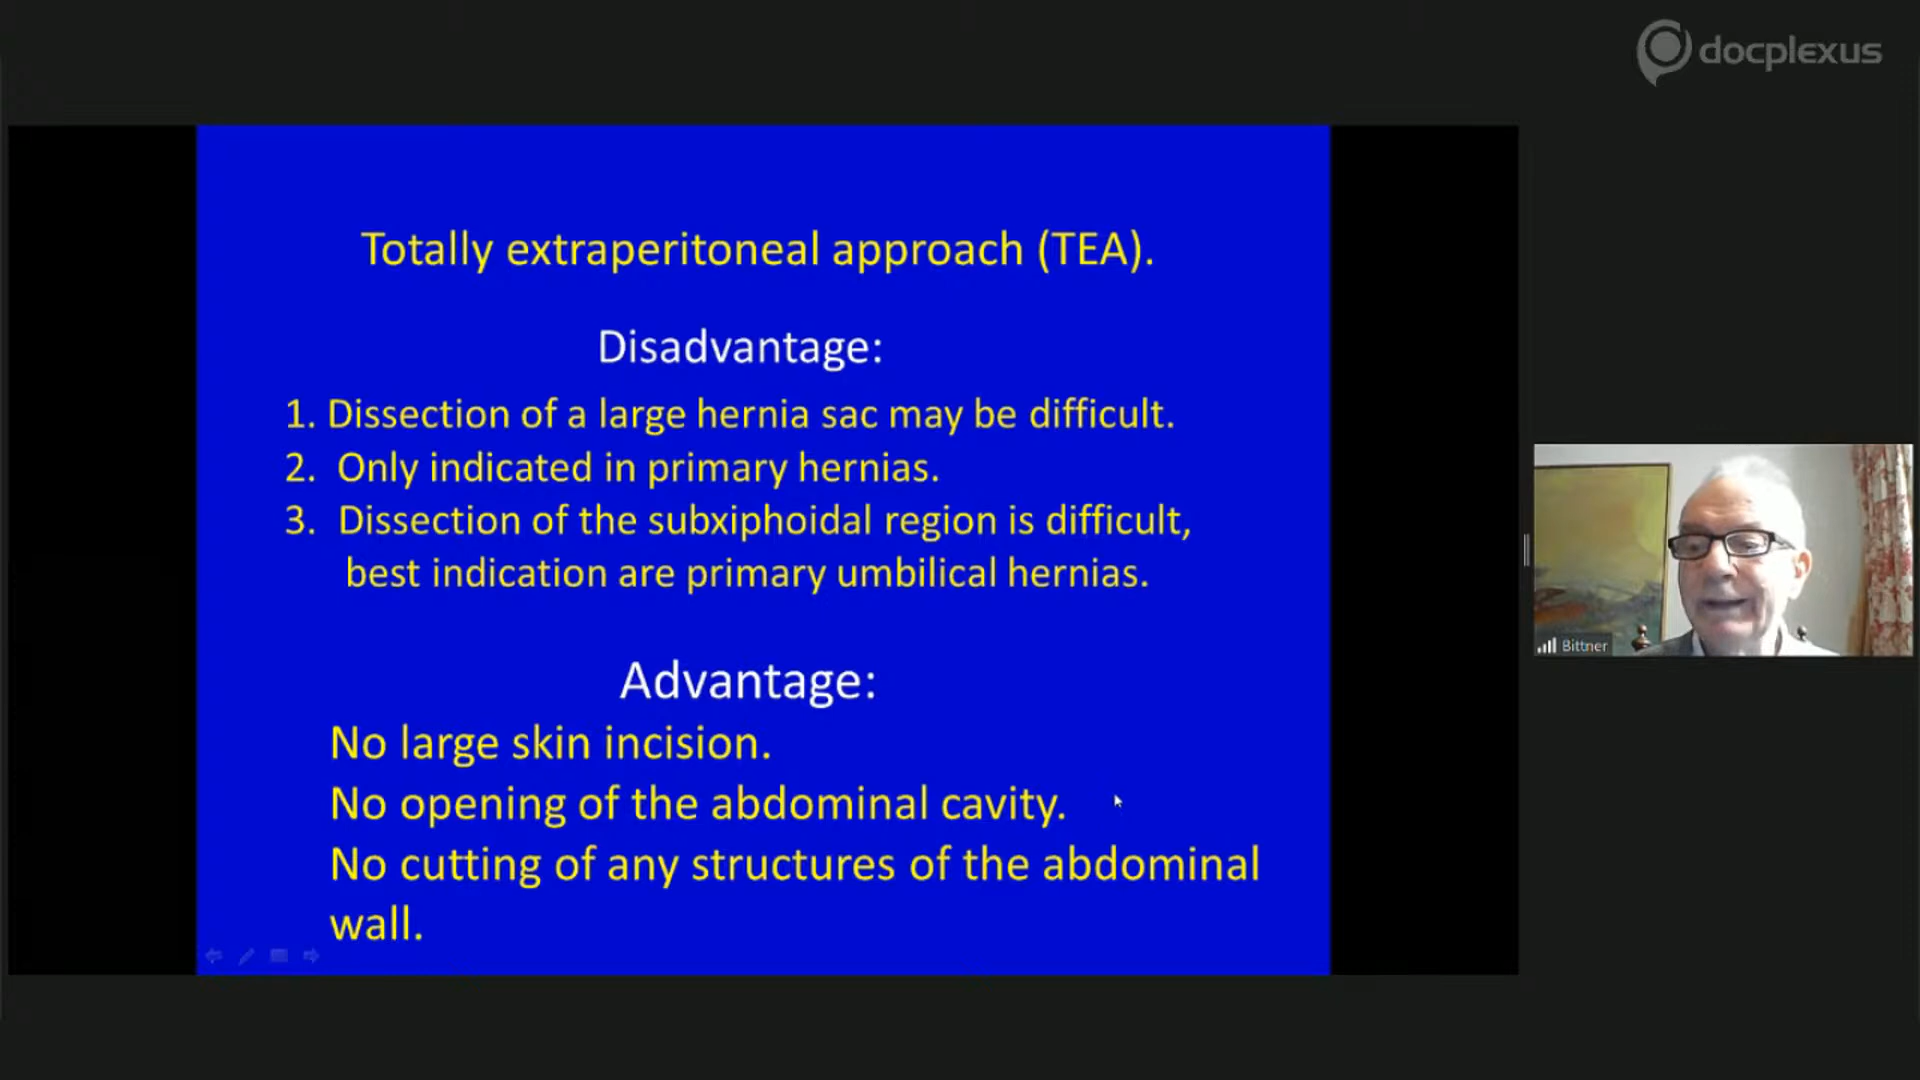 docplexus
Totally extraperitoneal approach (TEA).
Disadvantage:
1. Dissection of a large hernia sac may be difficult.
2. Only indicated in primary hernias.
3. Dissection of the subxiphoidal region is difficult,
best indication are primary umbilical hernias.
Advantage:
No large skin incision.
No opening of the abdominal cavity.
No cutting of any structures of the abdominal
wall.
Bittner